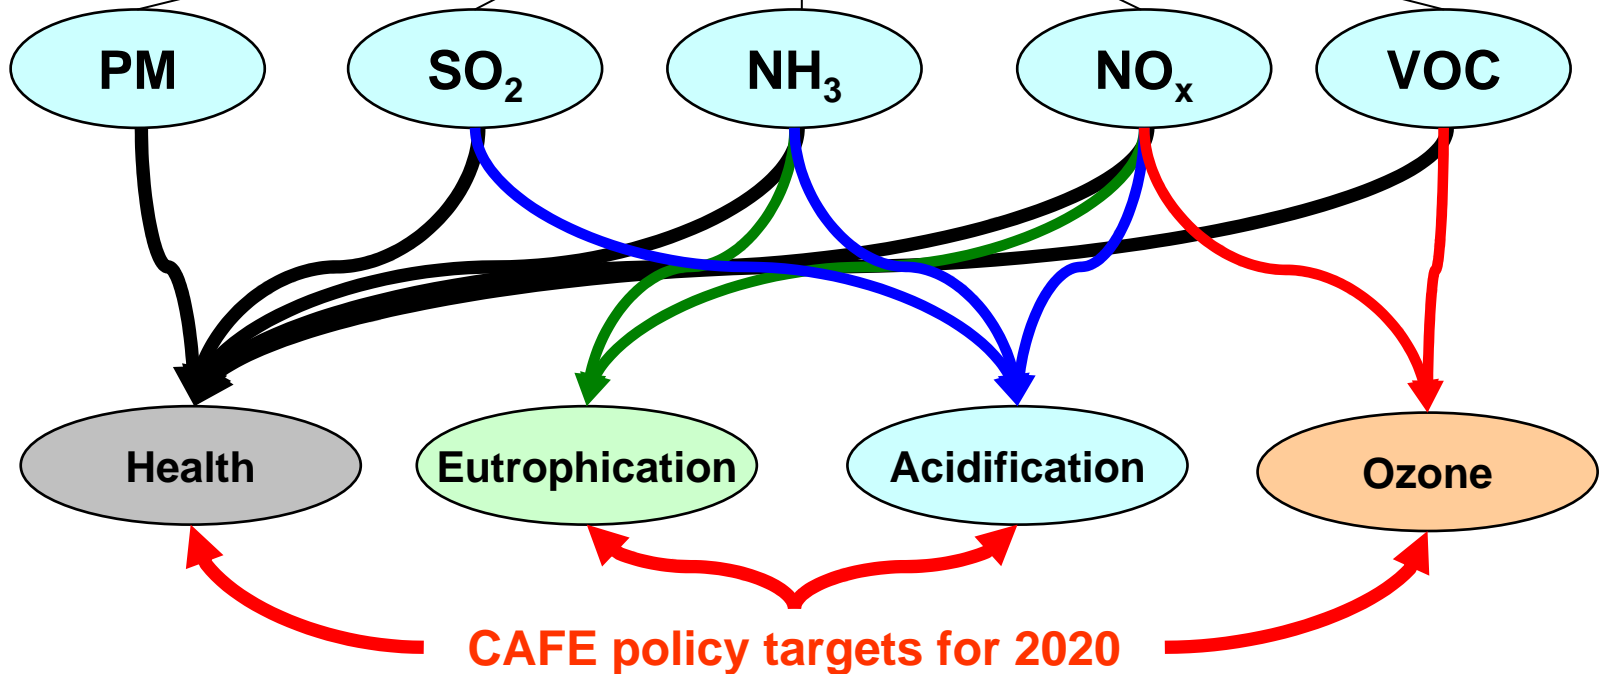 PM
SO₂
NH₃
NOₓ
VOC
Health
Eutrophication
Acidification
Ozone
CAFE policy targets for 2020